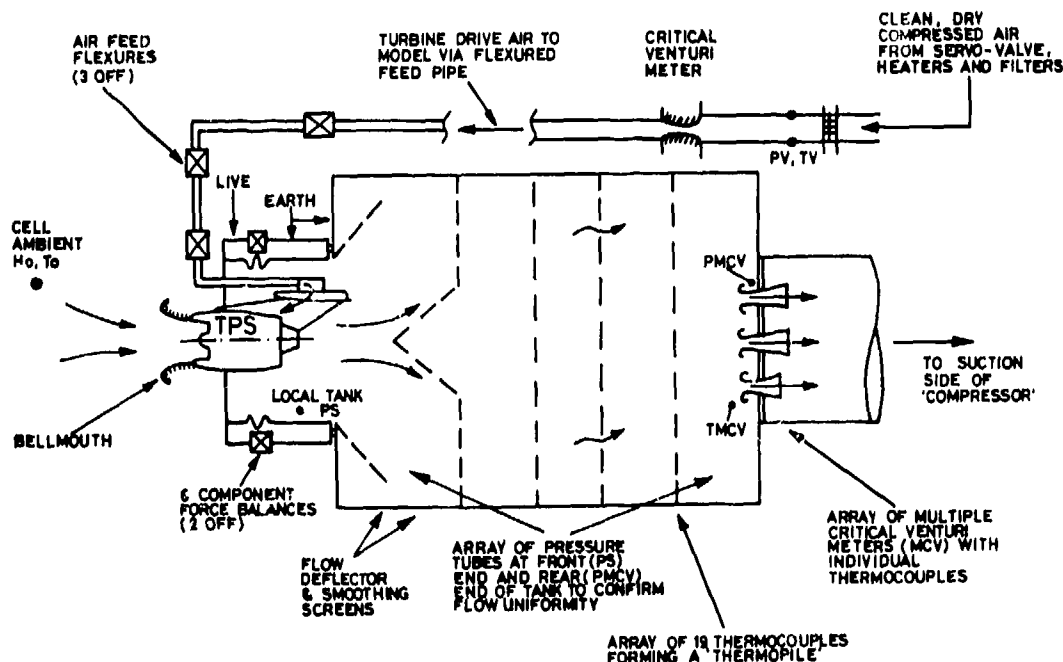 AIR FEED
FLEXURES
(3 OFF)
TURBINE DRIVE AIR TO
MODEL VIA FLEXURED
FEED PIPE
CRITICAL
VENTURI
METER
CLEAN, DRY
COMPRESSED AIR
FROM SERVO-VALVE,
HEATERS AND FILTERS
PV, TV
LIVE
EARTH
CELL
AMBIENT
Ho, To
TPS
PMCV
TO SUCTION
SIDE OF
'COMPRESSOR'
LOCAL TANK
PS
TMCV
BELLMOUTH
6 COMPONENT
FORCE BALANCES
(2 OFF)
FLOW
DEFLECTOR
& SMOOTHING
SCREENS
ARRAY OF PRESSURE
TUBES AT FRONT (PS)
END AND REAR (PMCV)
END OF TANK TO CONFIRM
FLOW UNIFORMITY
ARRAY OF MULTIPLE
CRITICAL VENTURI
METERS (MCV) WITH
INDIVIDUAL
THERMOCOUPLES
ARRAY OF 19 THERMOCOUPLES
FORMING A 'THERMOPILE'